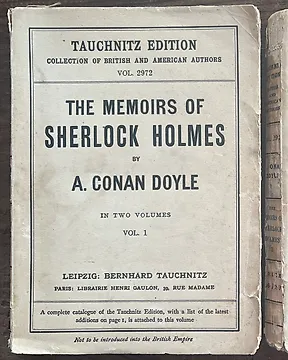 TAUCHNITZ EDITION
COLLECTION OF BRITISH AND AMERICAN AUTHORS
VOL. 2972
THE MEMOIRS OF
SHERLOCK HOLMES
BY
A. CONAN DOYLE
IN TWO VOLUMES
VOL. 1
LEIPZIG: BERNHARD TAUCHNITZ
PARIS: LIBRAIRIE HENRI GAULON, 39, RUE MADAME
A complete catalogue of the Tauchnitz Edition, with a list of the latest
additions on page 1, is attached to this volume
Not to be introduced into the British Empire